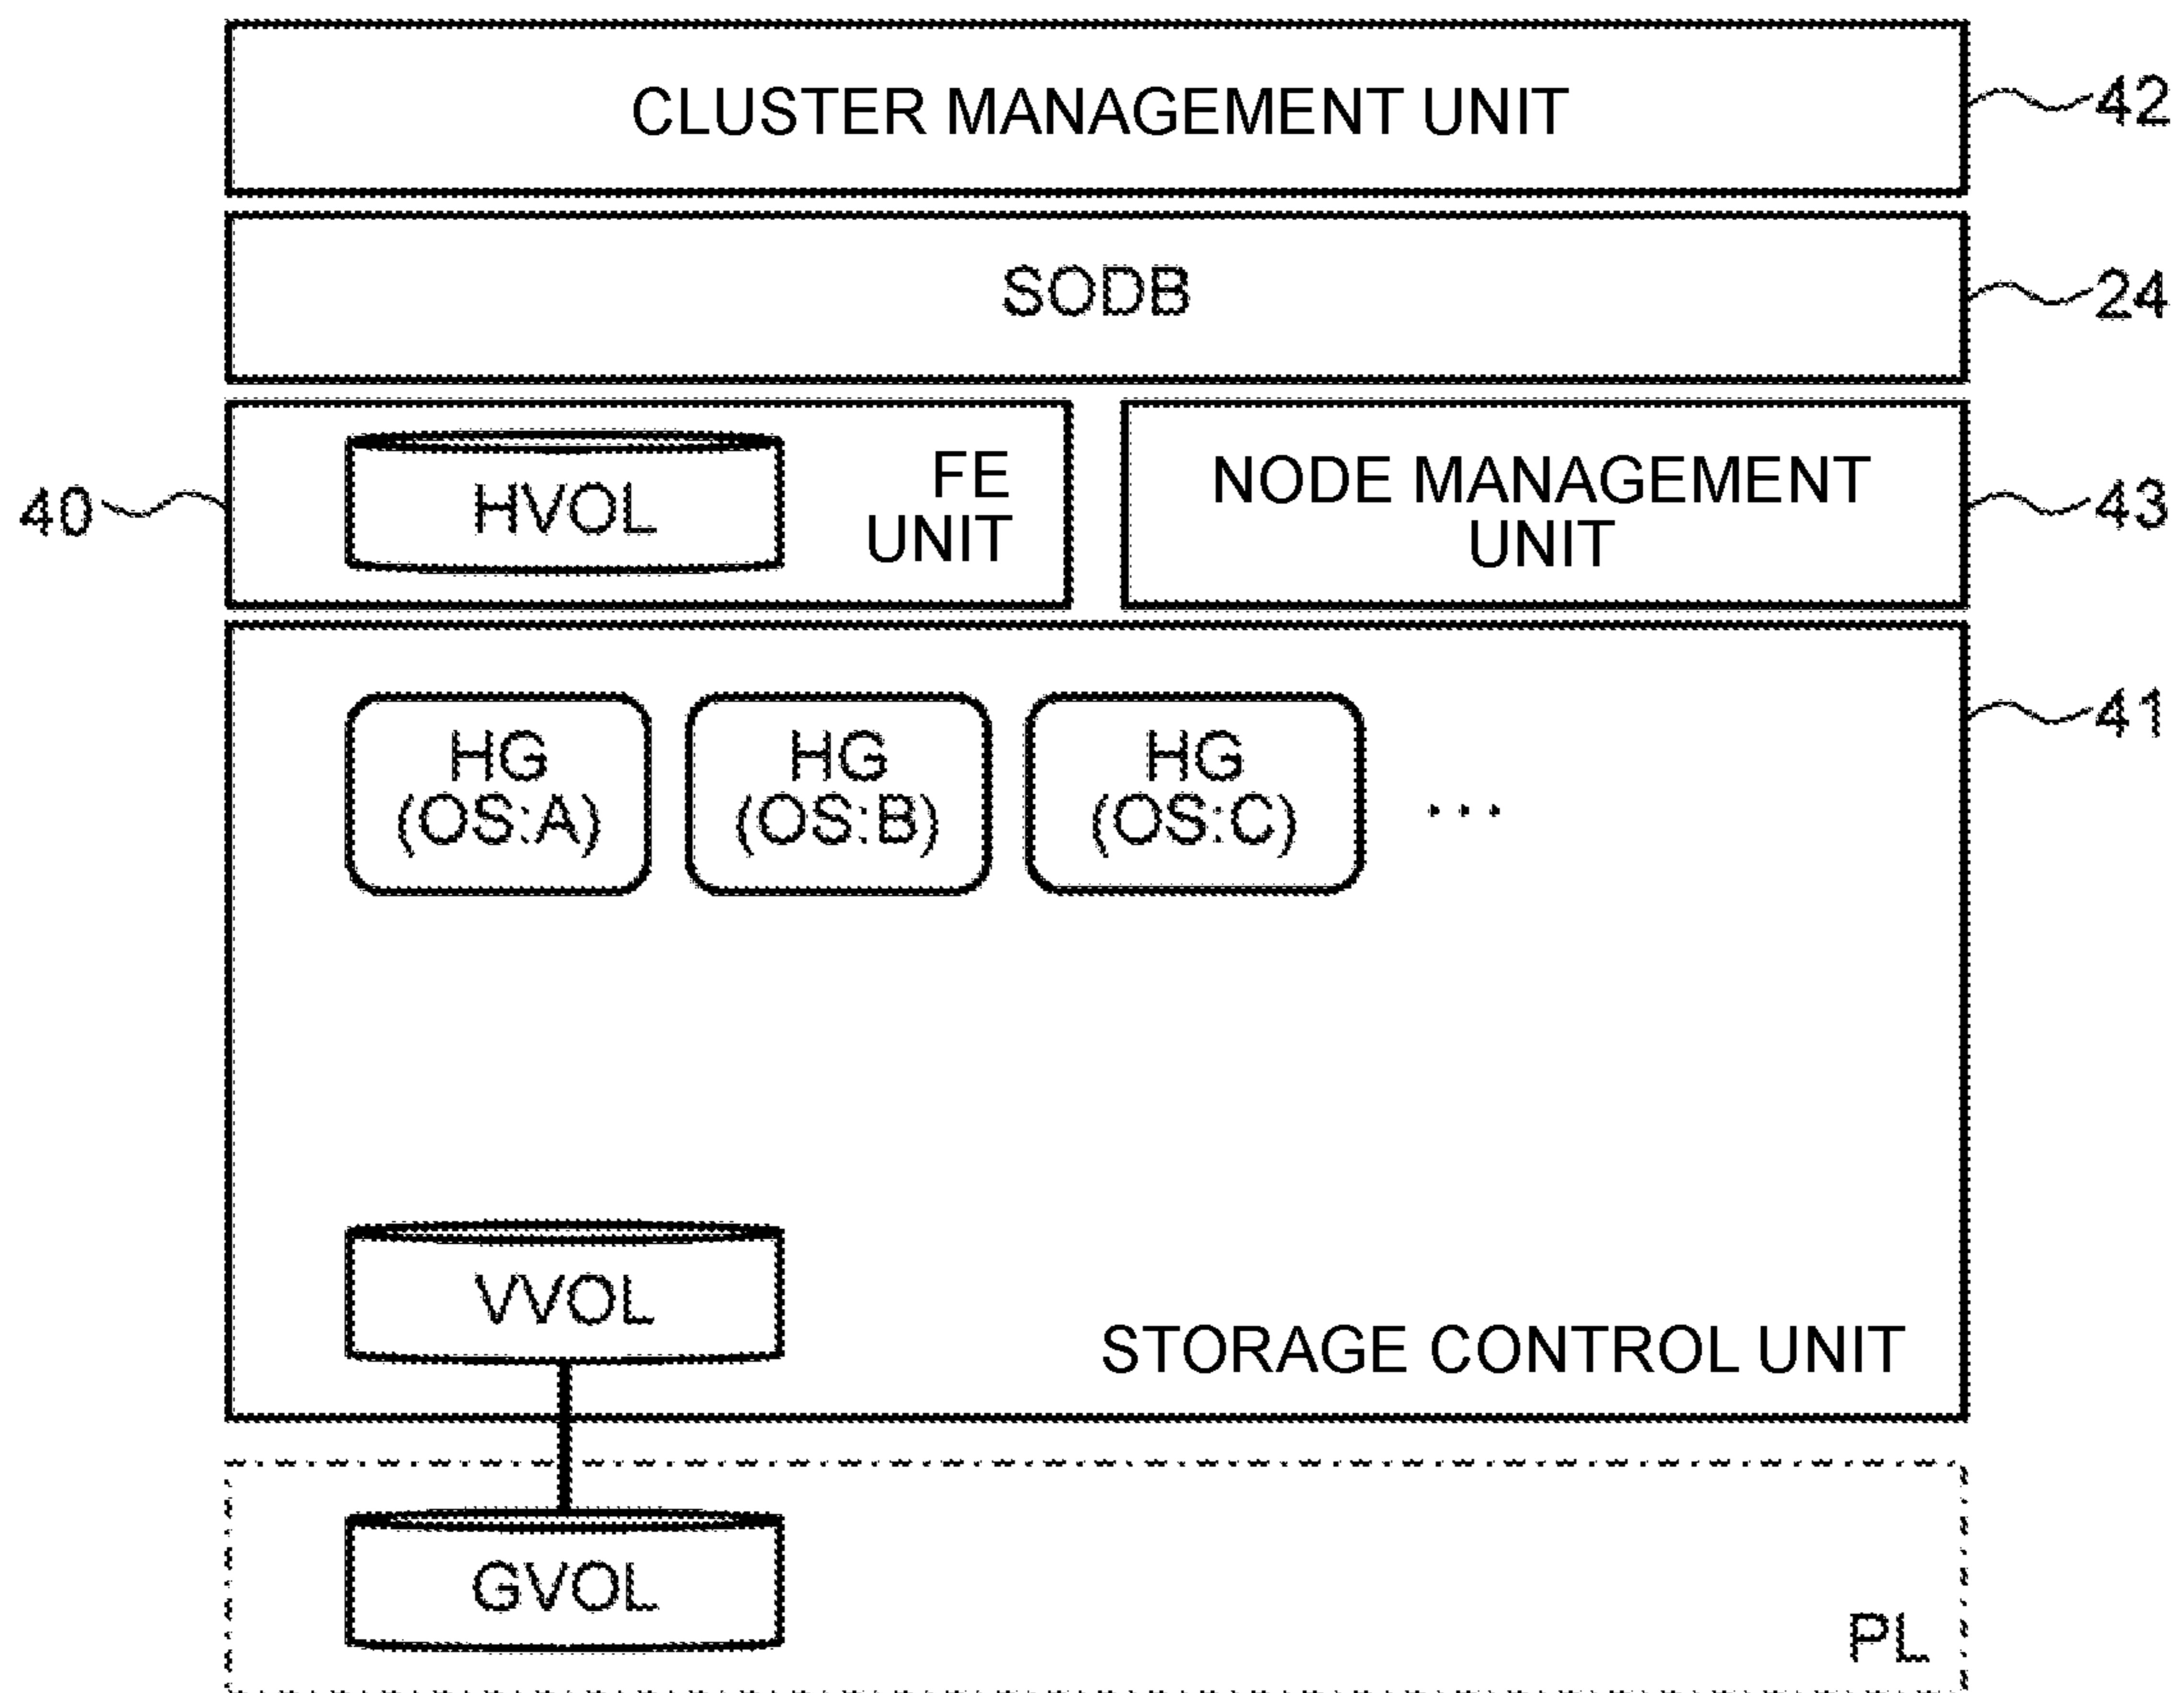 CLUSTER MANAGEMENT UNIT
42
SODB
24
40
HVOL
FE
UNIT
NODE MANAGEMENT
UNIT
43
41
HG
(OS:A)
HG
(OS:B)
HG
(OS:C)
...
VVOL
STORAGE CONTROL UNIT
GVOL
PL